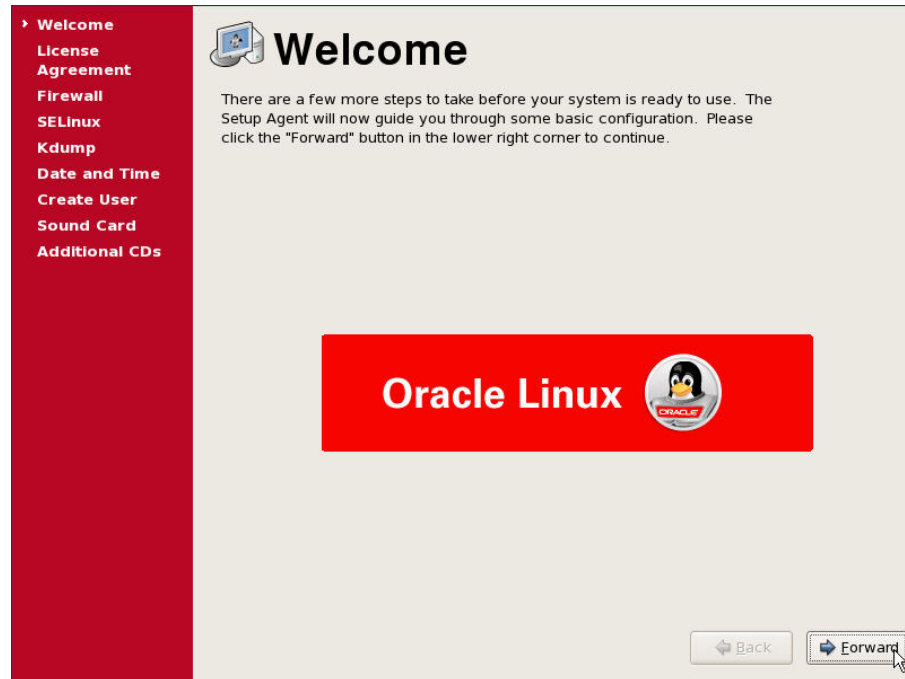 Welcome
License
Agreement
Firewall
SELinux
Kdump
Date and Time
Create User
Sound Card
Additional CDs
Welcome
There are a few more steps to take before your system is ready to use. The
Setup Agent will now guide you through some basic configuration. Please
click the "Forward" button in the lower right corner to continue.
Oracle Linux
ORACLE
Back
Forward